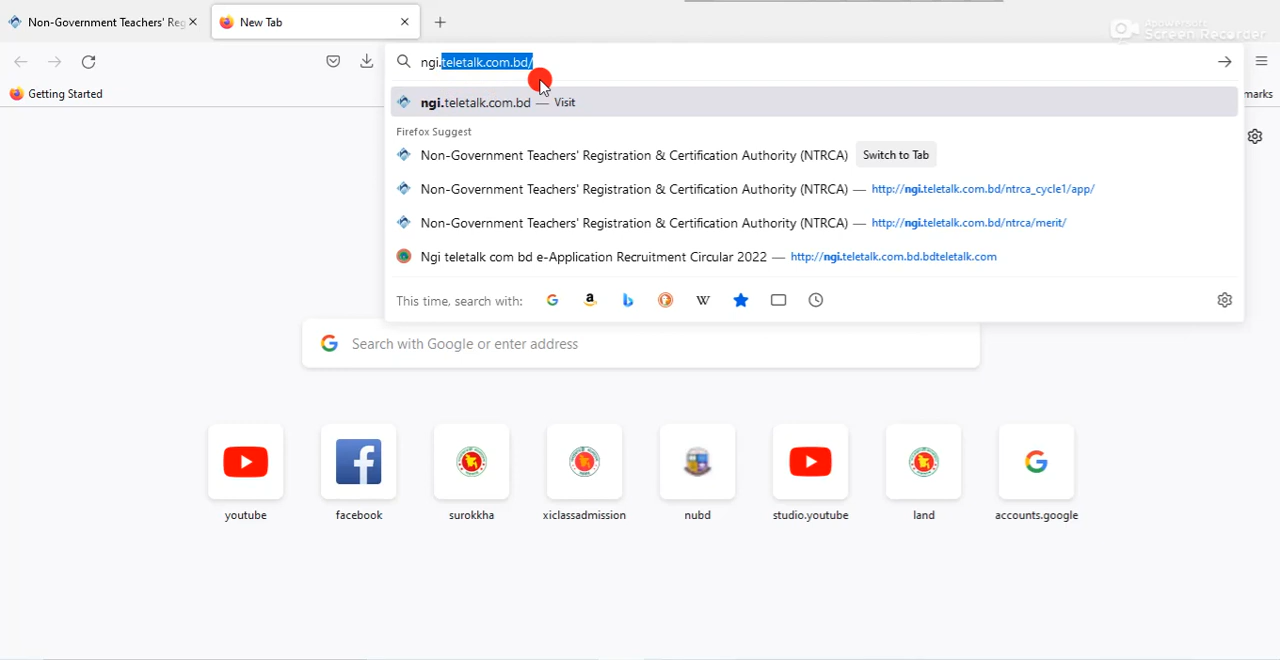 Non-Government Teachers' Reg
New Tab
Apowersoft
Screen Recorder
ngi.teletalk.com.bd/
Getting Started
marks
ngi.teletalk.com.bd — Visit
Firefox Suggest
Non-Government Teachers' Registration & Certification Authority (NTRCA) Switch to Tab
Non-Government Teachers' Registration & Certification Authority (NTRCA) — http://ngi.teletalk.com.bd/ntrca_cycle1/app/
Non-Government Teachers' Registration & Certification Authority (NTRCA) — http://ngi.teletalk.com.bd/ntrca/merit/
Ngi teletalk com bd e-Application Recruitment Circular 2022 — http://ngi.teletalk.com.bd.bdteletalk.com
This time, search with:
Search with Google or enter address
youtube
facebook
surokkha
xiclassadmission
nubd
studio.youtube
land
accounts.google